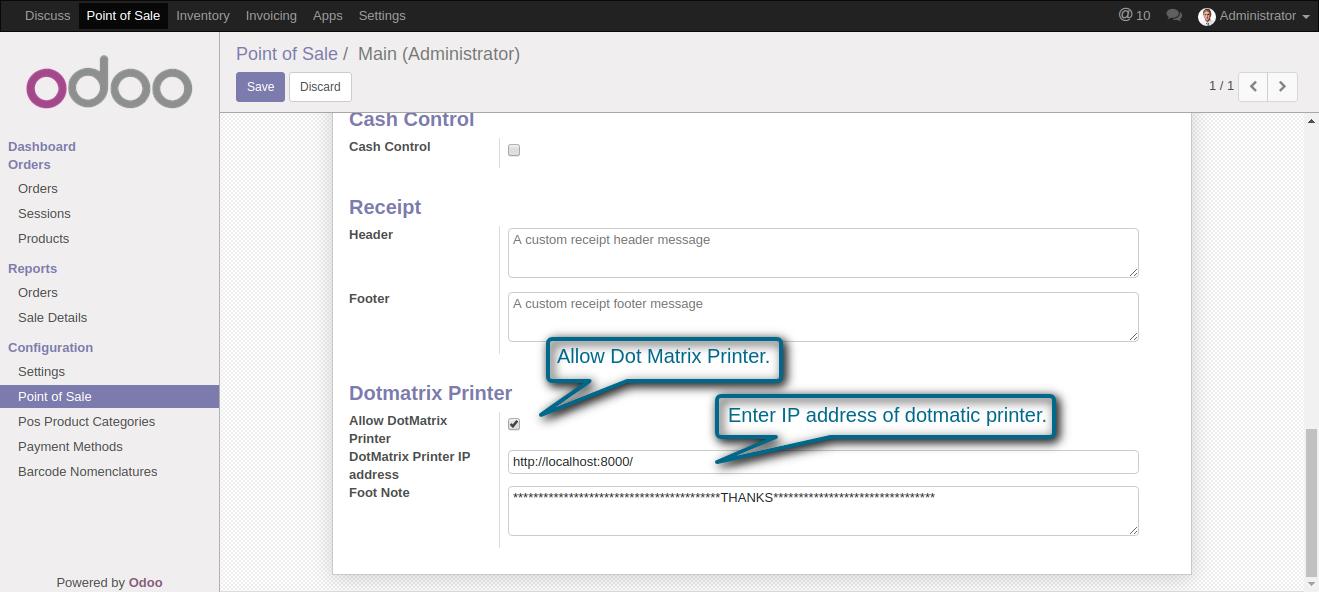 Discuss Point of Sale Inventory Invoicing Apps Settings @ 10 Administrator
odoo
Dashboard
Orders
Orders
Sessions
Products
Reports
Orders
Sale Details
Configuration
Settings
Point of Sale
Pos Product Categories
Payment Methods
Barcode Nomenclatures
Powered by Odoo
Point of Sale / Main (Administrator)
Save Discard 1 / 1
Cash Control
Cash Control
Receipt
Header
A custom receipt header message
Footer
A custom receipt footer message
Allow Dot Matrix Printer.
Dotmatrix Printer
Enter IP address of dotmatic printer.
Allow DotMatrix
Printer
DotMatrix Printer IP
address
http://localhost:8000/
Foot Note
*****************************************THANKS********************************